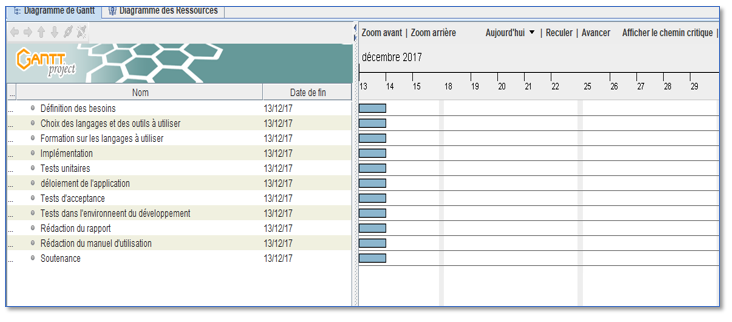 Diagramme de Gantt Diagramme des Ressources
Zoom avant | Zoom arrière Aujourd'hui | Reculer | Avancer Afficher le chemin critique |
GANTT
project
décembre 2017
... Nom Date de fin
13 14 15 18 19 20 21 22 25 26 27 28 29
... Définition des besoins 13/12/17
... Choix des langages et des outils à utiliser 13/12/17
... Formation sur les langages à utiliser 13/12/17
... Implémentation 13/12/17
... Tests unitaires 13/12/17
... déloiement de l'application 13/12/17
... Tests d'acceptance 13/12/17
... Tests dans l'environneent du développement 13/12/17
... Rédaction du rapport 13/12/17
... Rédaction du manuel d'utilisation 13/12/17
... Soutenance 13/12/17